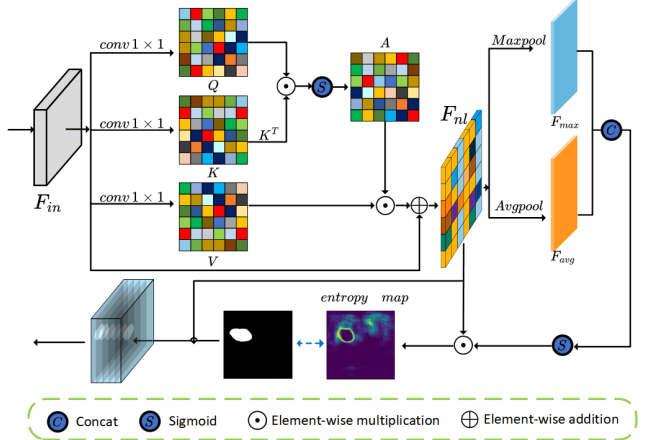 conv 1 × 1
Q
A
Maxpool
F_max
C
S
conv 1 × 1
K^T
K
F_in
F_nl
conv 1 × 1
V
Avgpool
F_avg
entropy map
S
C Concat
S Sigmoid
Element-wise multiplication
Element-wise addition